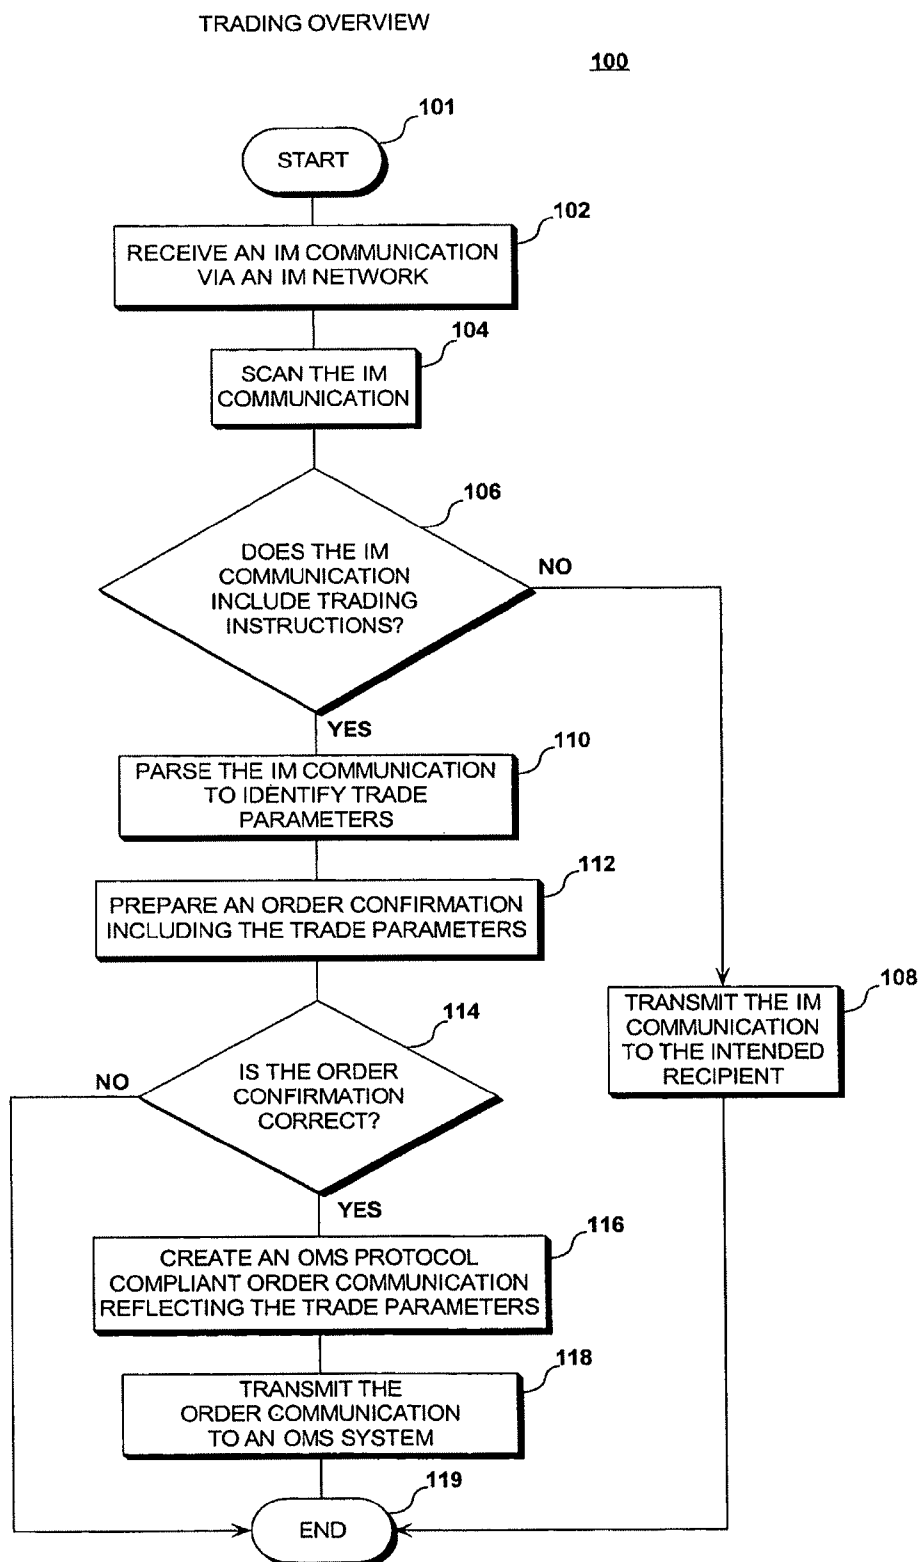 TRADING OVERVIEW
100
101
START
102
RECEIVE AN IM COMMUNICATION
VIA AN IM NETWORK
104
SCAN THE IM
COMMUNICATION
106
DOES THE IM
COMMUNICATION
INCLUDE TRADING
INSTRUCTIONS?
NO
YES
110
PARSE THE IM COMMUNICATION
TO IDENTIFY TRADE
PARAMETERS
112
PREPARE AN ORDER CONFIRMATION
INCLUDING THE TRADE PARAMETERS
108
TRANSMIT THE IM
COMMUNICATION
TO THE INTENDED
RECIPIENT
114
IS THE ORDER
CONFIRMATION
CORRECT?
NO
YES
116
CREATE AN OMS PROTOCOL
COMPLIANT ORDER COMMUNICATION
REFLECTING THE TRADE PARAMETERS
118
TRANSMIT THE
ORDER COMMUNICATION
TO AN OMS SYSTEM
119
END